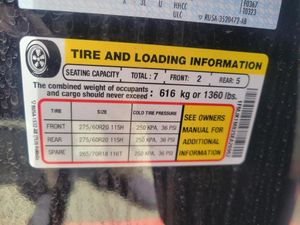 HHCC
ULC
TIRE AND LOADING INFORMATION
SEATING CAPACITY TOTAL : 7 FRONT: 2 REAR: 5
The combined weight of occupants
and cargo should never exceed : 616 kg or 1360 lbs.
TIRE SIZE COLD TIRE PRESSURE
FRONT 275/60R20 115H 250 KPA, 36 PSI
REAR 275/60R20 115H 250 KPA, 36 PSI
SPARE 265/70R18 116T 250 KPA, 36 PSI
SEE OWNERS
MANUAL FOR
ADDITIONAL
INFORMATION